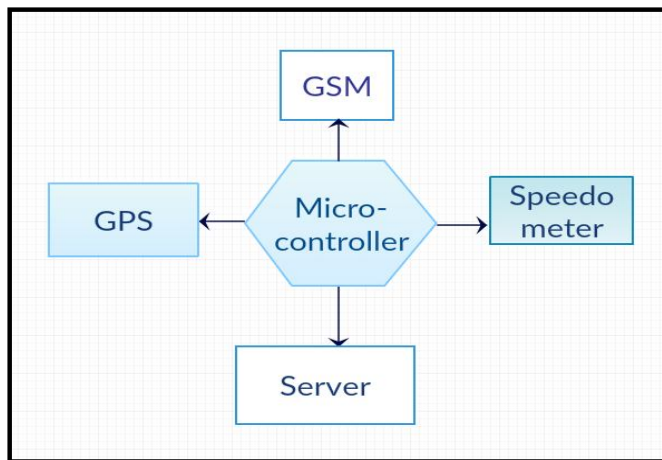 GSM
GPS
Micro-
controller
Speedo
meter
Server